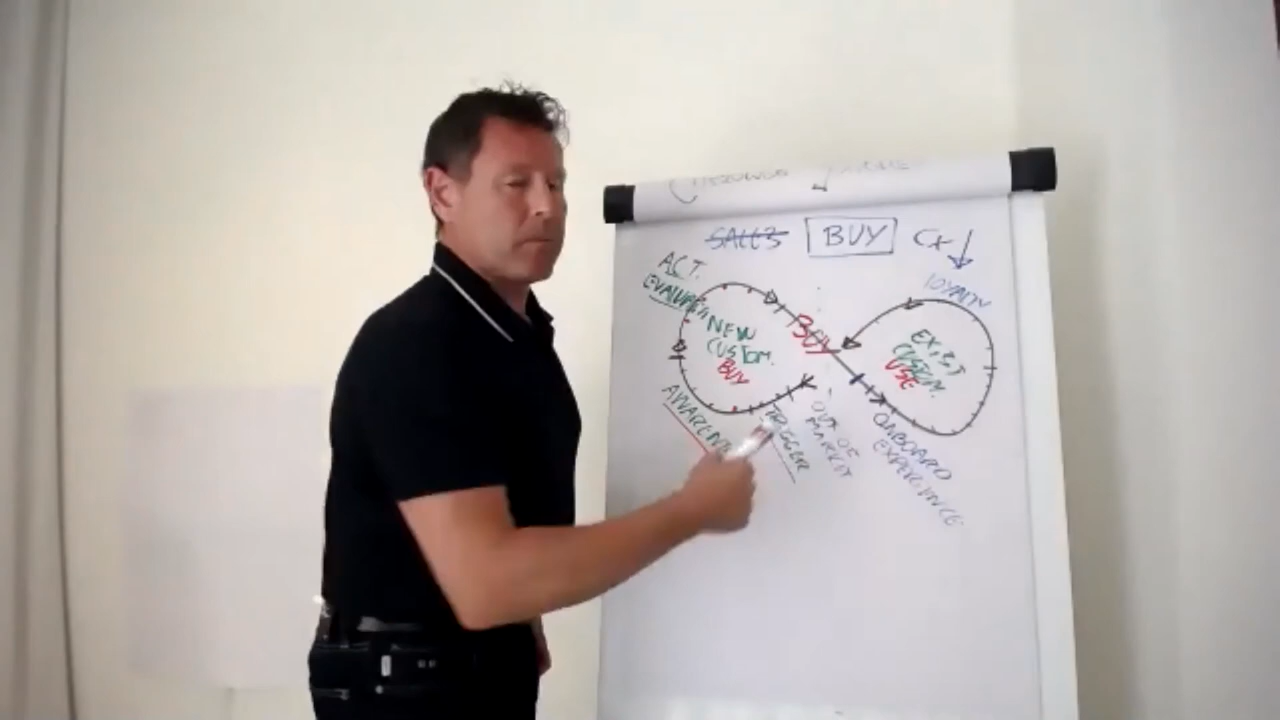 SALES BUY CX
LOYALTY
ACT.
EVALUATE
NEW
CUSTOM.
BUY
BUY
EXIST
CUSTOM.
USE
AWARENE
TRIGGER
OUT OF
MARKET
ONBOARD
EXPERIENCE